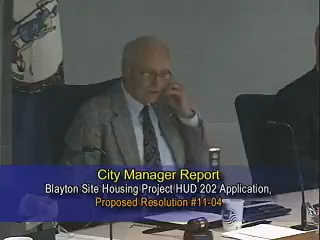 City Manager Report
Blayton Site Housing Project HUD 202 Application,
Proposed Resolution #11-04